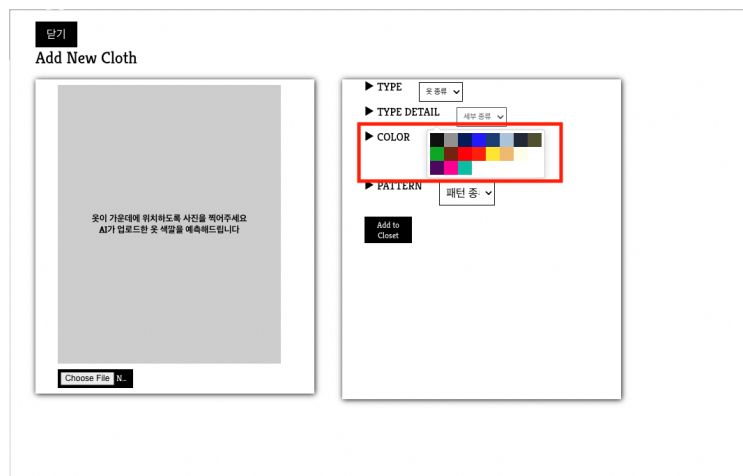 닫기
Add New Cloth
옷이 가운데에 위치하도록 사진을 찍어주세요
AI가 업로드한 옷 색깔을 예측해드립니다
Choose File N...
▶ TYPE 옷 종류
▶ TYPE DETAIL 세부 종류
▶ COLOR
▶ PATTERN 패턴 종
Add to
Closet